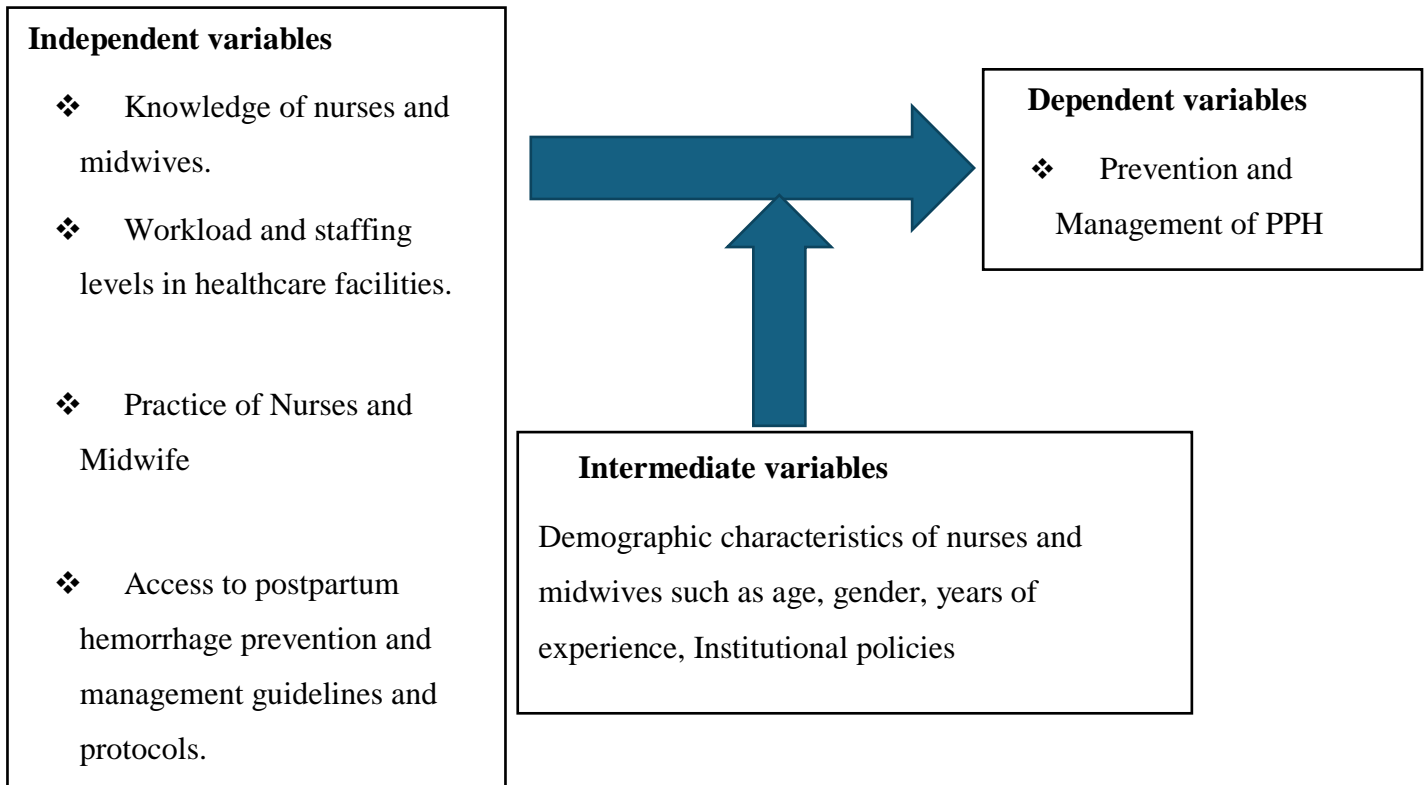 Independent variables
❖ Knowledge of nurses and
midwives.
❖ Workload and staffing
levels in healthcare facilities.
❖ Practice of Nurses and
Midwife
❖ Access to postpartum
hemorrhage prevention and
management guidelines and
protocols.
Dependent variables
❖ Prevention and
Management of PPH
Intermediate variables
Demographic characteristics of nurses and
midwives such as age, gender, years of
experience, Institutional policies